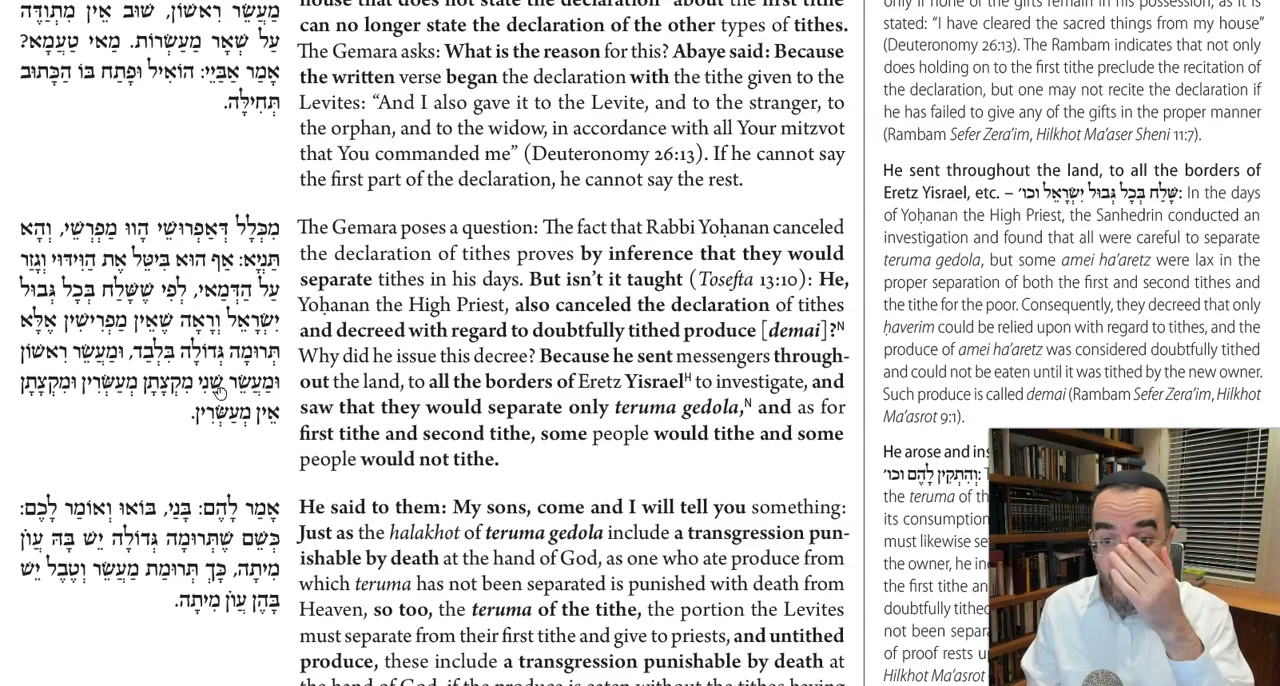 מַעֲשֵׂר רִאשׁוֹן, שׁוּב אֵין מִתְוַדֶּה
עַל שְׁאָר מַעַשְׂרוֹת. מַאי טַעְמָא?
אָמַר אַבַּיֵּי: הוֹאִיל וּפָתַח בּוֹ הַכָּתוּב
תְּחִילָּה.
מִכְּלָל דְּאַפְרוּשֵׁי הֲווֹ מַפְרְשִׁי, וְהָא
תַּנְיָא: אַף הוּא בִּיטֵּל אֶת הַוִּידּוּי וְגָזַר
עַל הַדְּמַאי, לְפִי שֶׁשָּׁלַח בְּכָל גְּבוּל
יִשְׂרָאֵל וְרָאָה שֶׁאֵין מַפְרִישִׁין אֶלָּא
תְּרוּמָה גְּדוֹלָה בִּלְבַד, וּמַעֲשֵׂר רִאשׁוֹן
וּמַעֲשֵׂר שֵׁנִי מִקְצָתָן מְעַשְּׂרִין וּמִקְצָתָן
אֵין מְעַשְּׂרִין.
אָמַר לָהֶם: בָּנַי, בּוֹאוּ וְאוֹמַר לָכֶם:
כְּשֵׁם שֶׁתְּרוּמָה גְּדוֹלָה יֵשׁ בָּהּ עֲוֹן
מִיתָה, כָּךְ תְּרוּמַת מַעֲשֵׂר וְטֶבֶל יֵשׁ
בָּהֶן עֲוֹן מִיתָה.
house that does not state the declaration about the first tithe
can no longer state the declaration of the other types of tithes.
The Gemara asks: What is the reason for this? Abaye said: Because
the written verse began the declaration with the tithe given to the
Levites: “And I also gave it to the Levite, and to the stranger, to
the orphan, and to the widow, in accordance with all Your mitzvot
that You commanded me” (Deuteronomy 26:13). If he cannot say
the first part of the declaration, he cannot say the rest.
The Gemara poses a question: The fact that Rabbi Yoḥanan canceled
the declaration of tithes proves by inference that they would
separate tithes in his days. But isn’t it taught (Tosefta 13:10): He,
Yoḥanan the High Priest, also canceled the declaration of tithes
and decreed with regard to doubtfully tithed produce [demai]?N
Why did he issue this decree? Because he sent messengers through-
out the land, to all the borders of Eretz YisraelH to investigate, and
saw that they would separate only teruma gedola,N and as for
first tithe and second tithe, some people would tithe and some
people would not tithe.
He said to them: My sons, come and I will tell you something:
Just as the halakhot of teruma gedola include a transgression pun-
ishable by death at the hand of God, as one who ate produce from
which teruma has not been separated is punished with death from
Heaven, so too, the teruma of the tithe, the portion the Levites
must separate from their first tithe and give to priests, and untithed
produce, these include a transgression punishable by death at
the hand of God, if the produce is eaten without the tithes having
only if none of the gifts remain in his possession, as it is
stated: “I have cleared the sacred things from my house”
(Deuteronomy 26:13). The Rambam indicates that not only
does holding on to the first tithe preclude the recitation of
the declaration, but one may not recite the declaration if
he has failed to give any of the gifts in the proper manner
(Rambam Sefer Zera’im, Hilkhot Ma’aser Sheni 11:7).
He sent throughout the land, to all the borders of
Eretz Yisrael, etc. – שָׁלַח בְּכָל גְּבוּל יִשְׂרָאֵל וכו׳: In the days
of Yoḥanan the High Priest, the Sanhedrin conducted an
investigation and found that all were careful to separate
teruma gedola, but some amei ha’aretz were lax in the
proper separation of both the first and second tithes and
the tithe for the poor. Consequently, they decreed that only
ḥaverim could be relied upon with regard to tithes, and the
produce of amei ha’aretz was considered doubtfully tithed
and could not be eaten until it was tithed by the new owner.
Such produce is called demai (Rambam Sefer Zera’im, Hilkhot
Ma’asrot 9:1).
He arose and ins
וְהִתְקִין לָהֶם וכו׳:
the teruma of th
its consumption
must likewise se
the owner, he in
the first tithe an
doubtfully tithed
not been separa
of proof rests u
Hilkhot Ma’asrot